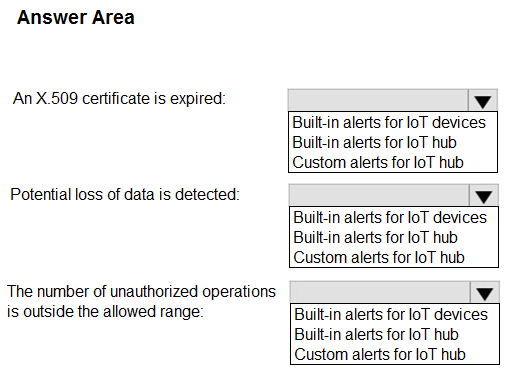 Answer Area
An X.509 certificate is expired:
Built-in alerts for IoT devices
Built-in alerts for IoT hub
Custom alerts for IoT hub
Potential loss of data is detected:
Built-in alerts for IoT devices
Built-in alerts for IoT hub
Custom alerts for IoT hub
The number of unauthorized operations
is outside the allowed range:
Built-in alerts for IoT devices
Built-in alerts for IoT hub
Custom alerts for IoT hub